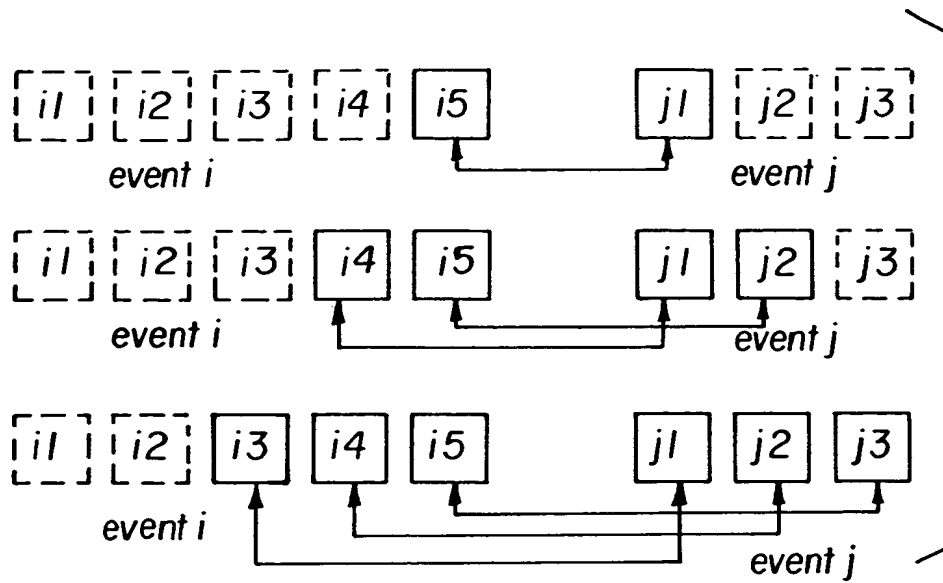 i1 i2 i3 i4 i5 j1 j2 j3
event i event j
i1 i2 i3 i4 i5 j1 j2 j3
event i event j
i1 i2 i3 i4 i5 j1 j2 j3
event i
event j